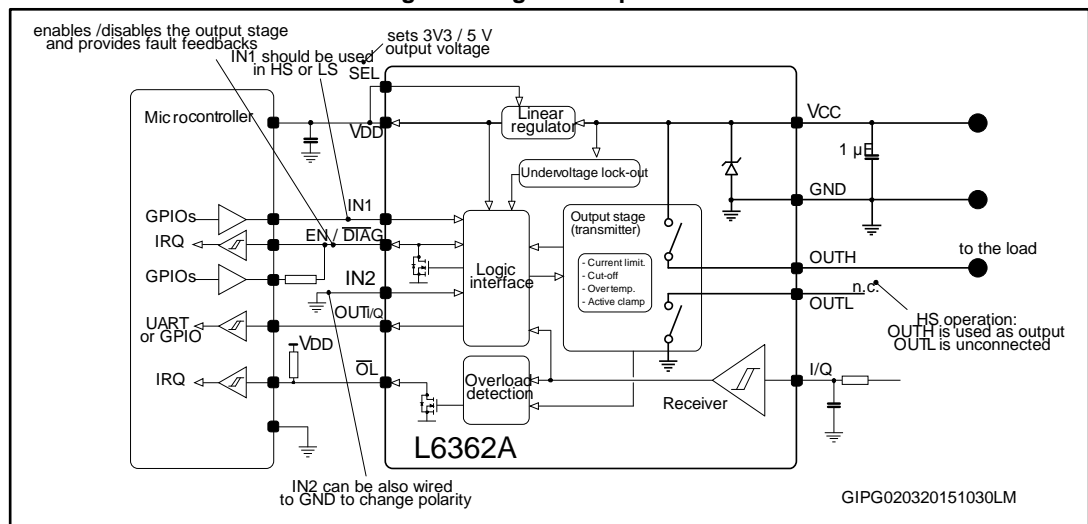 enables /disables the output stage
and provides fault feedbacks
sets 3V3 / 5 V
output voltage
IN1 should be used
in HS or LS
SEL
Microcontroller
VDD
Linear
regulator
VCC
1 µF
Undervoltage lock-out
GND
GPIOs
IN1
Output stage
(transmitter)
IRQ
EN / DIAG
to the load
OUTH
- Current limit.
- Cut-off
- Overtemp.
- Active clamp
GPIOs
Logic
interface
IN2
n.c.
OUTL
UART
or GPIO
OUTI/Q
HS operation:
OUTH is used as output
OUTL is unconnected
VDD
IRQ
OL
Overload
detection
I/Q
Receiver
L6362A
IN2 can be also wired
to GND to change polarity
GIPG020320151030LM